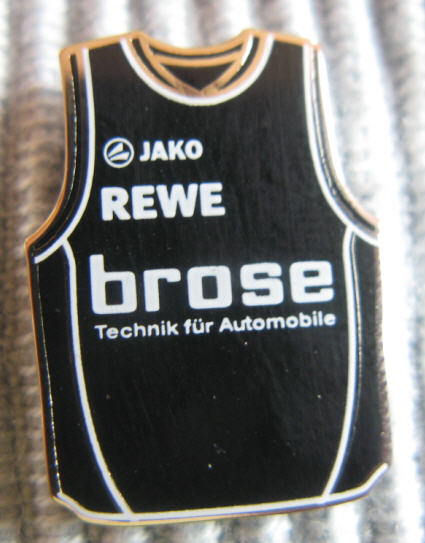 JAKO
REWE
brose
Technik für Automobile